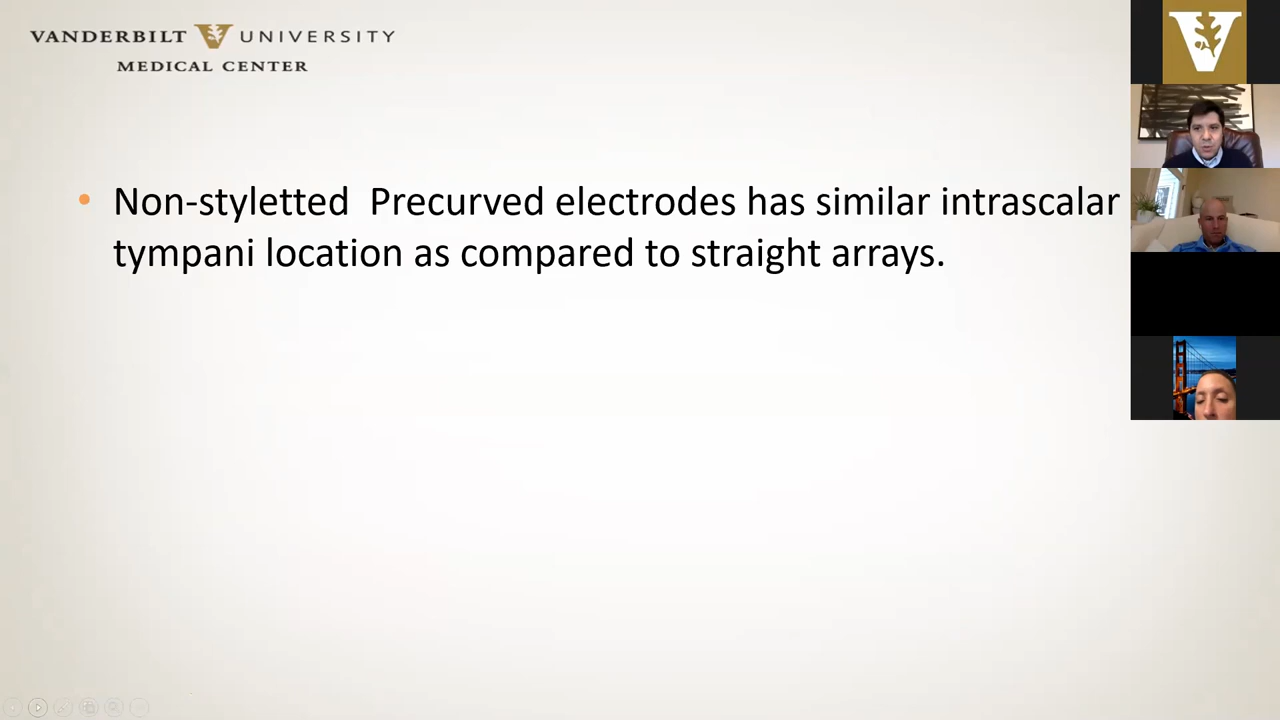 VANDERBILT V UNIVERSITY
MEDICAL CENTER
V
• Non-styletted  Precurved electrodes has similar intrascalar
tympani location as compared to straight arrays.